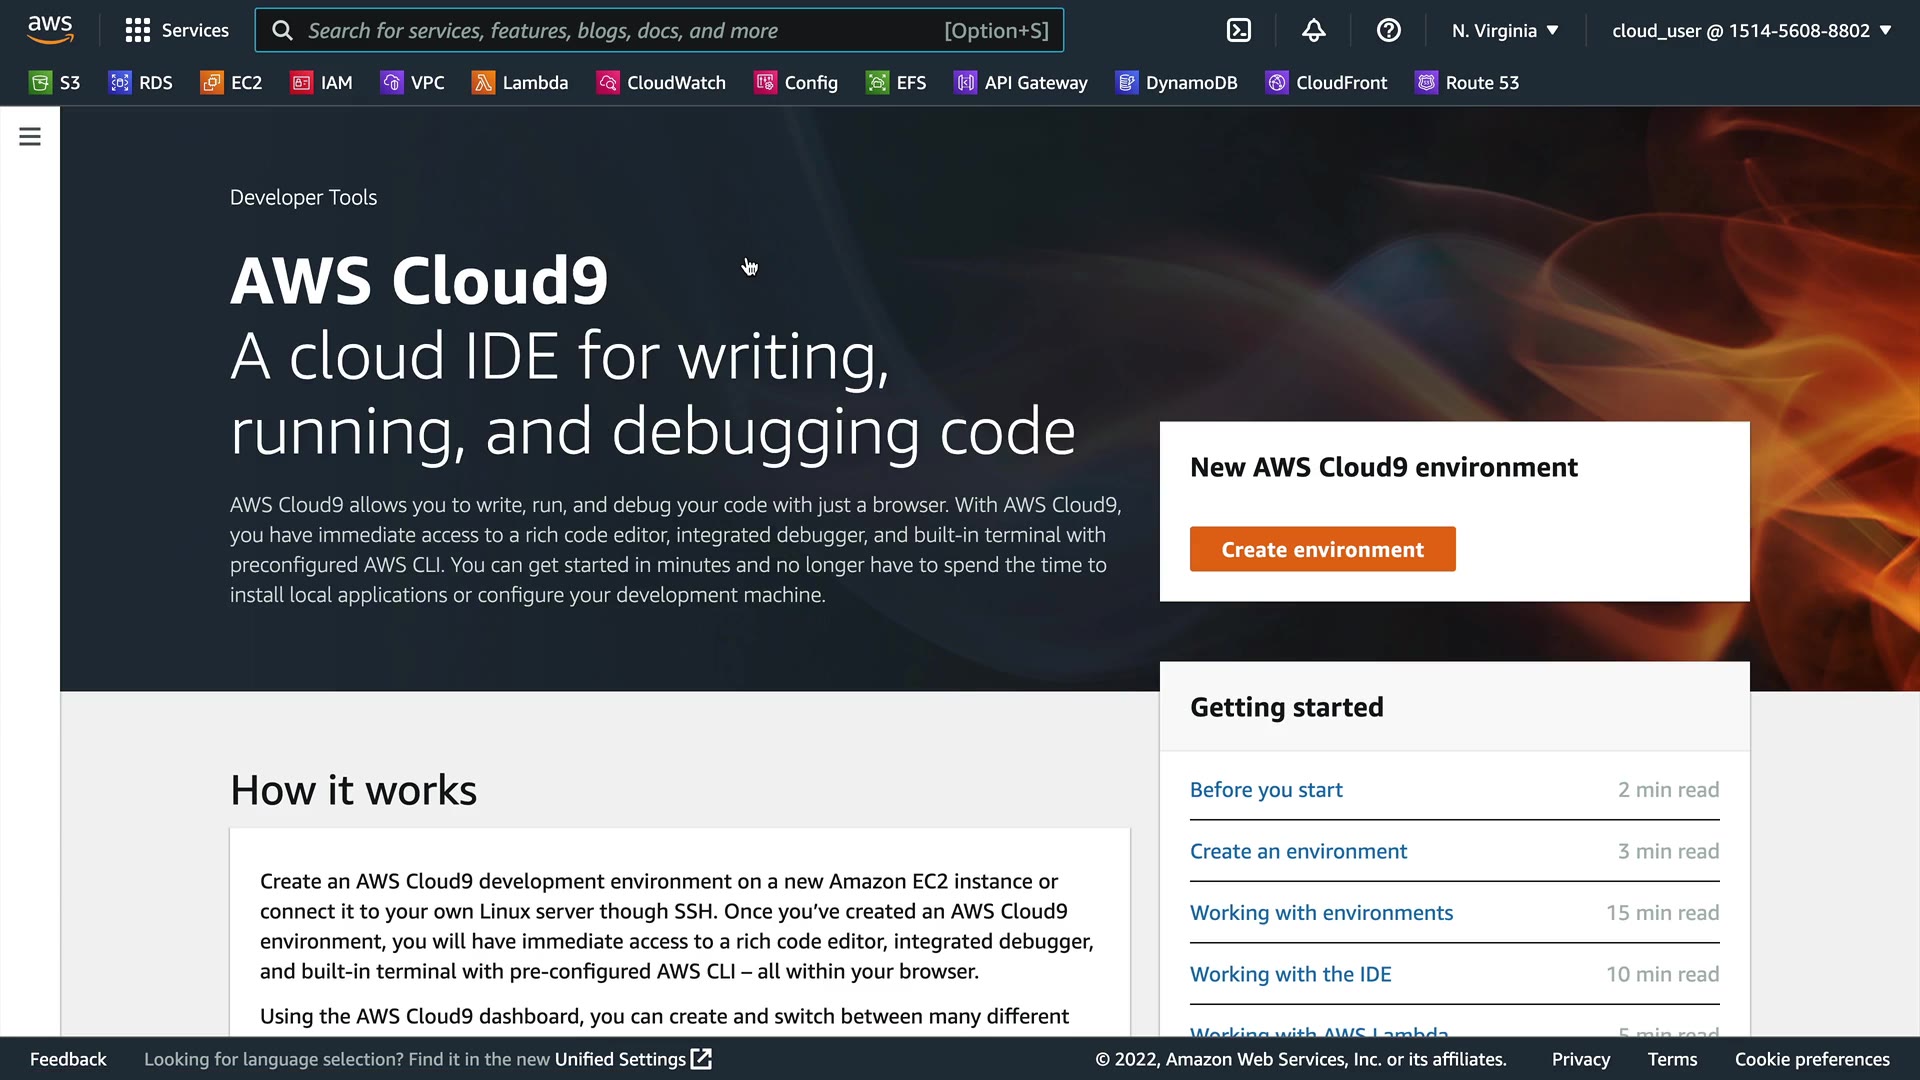 aws
Services
Search for services, features, blogs, docs, and more [Option+S]
N. Virginia
cloud_user @ 1514-5608-8802
S3 RDS EC2 IAM VPC Lambda CloudWatch Config EFS API Gateway DynamoDB CloudFront Route 53
Developer Tools
AWS Cloud9
A cloud IDE for writing,
running, and debugging code
AWS Cloud9 allows you to write, run, and debug your code with just a browser. With AWS Cloud9,
you have immediate access to a rich code editor, integrated debugger, and built-in terminal with
preconfigured AWS CLI. You can get started in minutes and no longer have to spend the time to
install local applications or configure your development machine.
New AWS Cloud9 environment
Create environment
Getting started
Before you start 2 min read
Create an environment 3 min read
Working with environments 15 min read
Working with the IDE 10 min read
Working with AWS Lambda 5 min read
How it works
Create an AWS Cloud9 development environment on a new Amazon EC2 instance or
connect it to your own Linux server though SSH. Once you’ve created an AWS Cloud9
environment, you will have immediate access to a rich code editor, integrated debugger,
and built-in terminal with pre-configured AWS CLI – all within your browser.
Using the AWS Cloud9 dashboard, you can create and switch between many different
Feedback Looking for language selection? Find it in the new Unified Settings
© 2022, Amazon Web Services, Inc. or its affiliates. Privacy Terms Cookie preferences